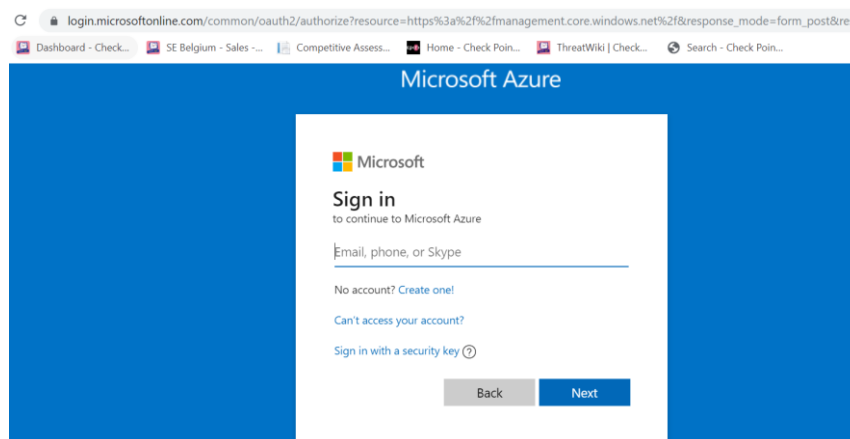 login.microsoftonline.com/common/oauth2/authorize?resource=https%3a%2f%2fmanagement.core.windows.net%2f&response_mode=form_post&re
Dashboard - Check... SE Belgium - Sales -... Competitive Assess... Home - Check Poin... ThreatWiki | Check... Search - Check Poin...
Microsoft Azure
Microsoft
Sign in
to continue to Microsoft Azure
Email, phone, or Skype
No account? Create one!
Can't access your account?
Sign in with a security key ?
Back Next